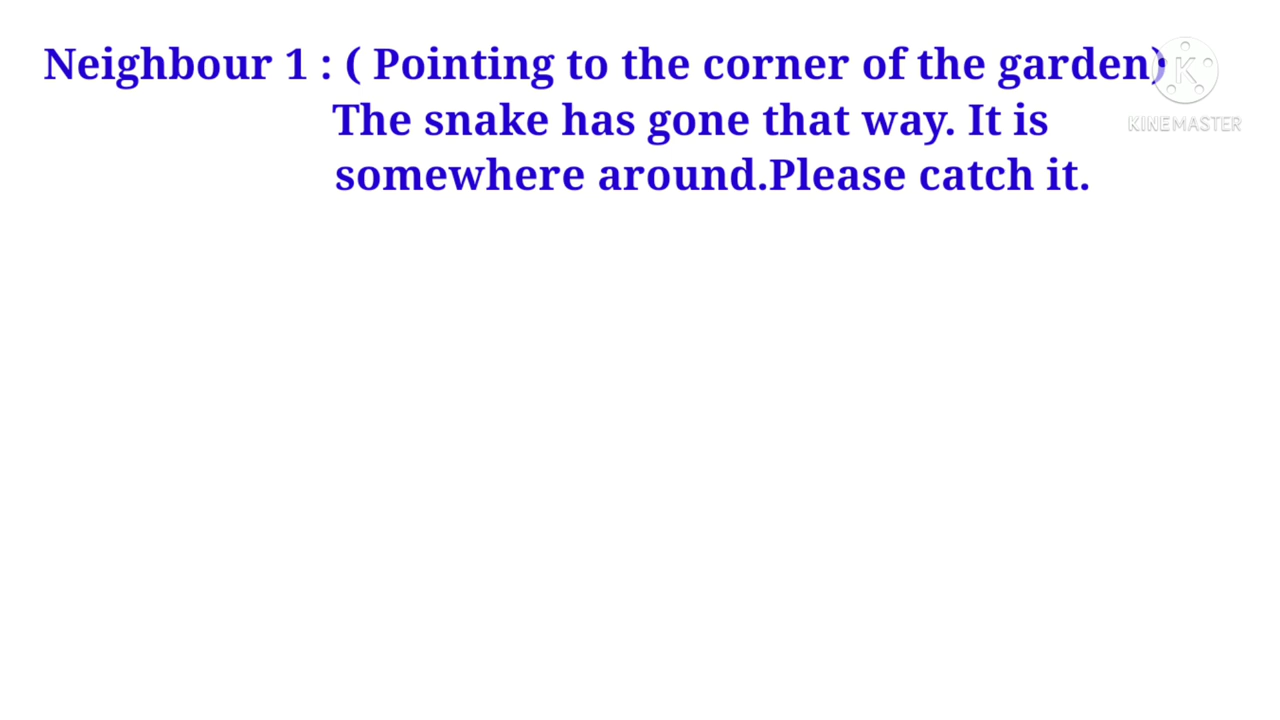 Neighbour 1 : ( Pointing to the corner of the garden):
The snake has gone that way. It is
somewhere around.Please catch it.
K
KINEMASTER